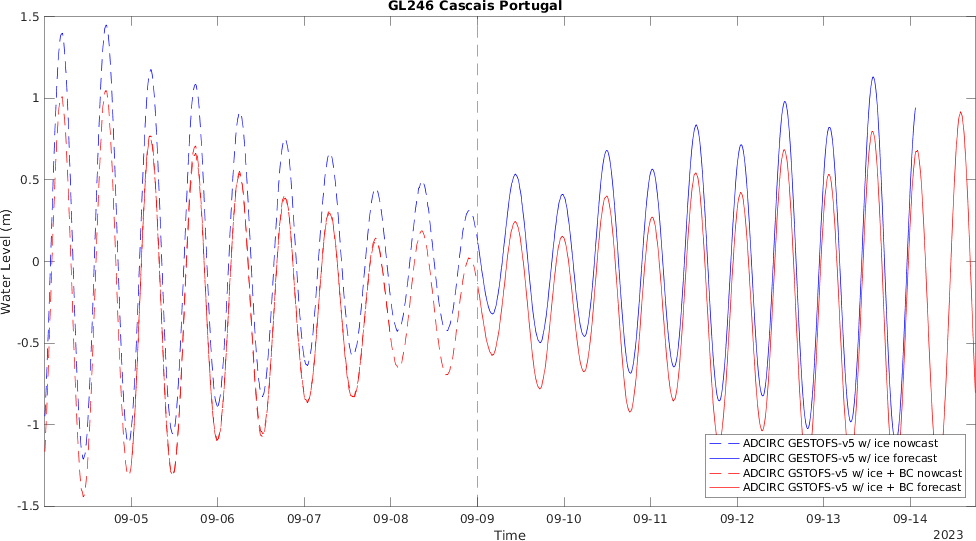 GL246 Cascais Portugal
Water Level (m)
1.5
1
0.5
0
-0.5
-1
-1.5
09-05 09-06 09-07 09-08 09-09 09-10 09-11 09-12 09-13 09-14
Time
2023
ADCIRC GESTOFS-v5 w/ ice nowcast
ADCIRC GESTOFS-v5 w/ ice forecast
ADCIRC GSTOFS-v5 w/ ice + BC nowcast
ADCIRC GSTOFS-v5 w/ ice + BC forecast